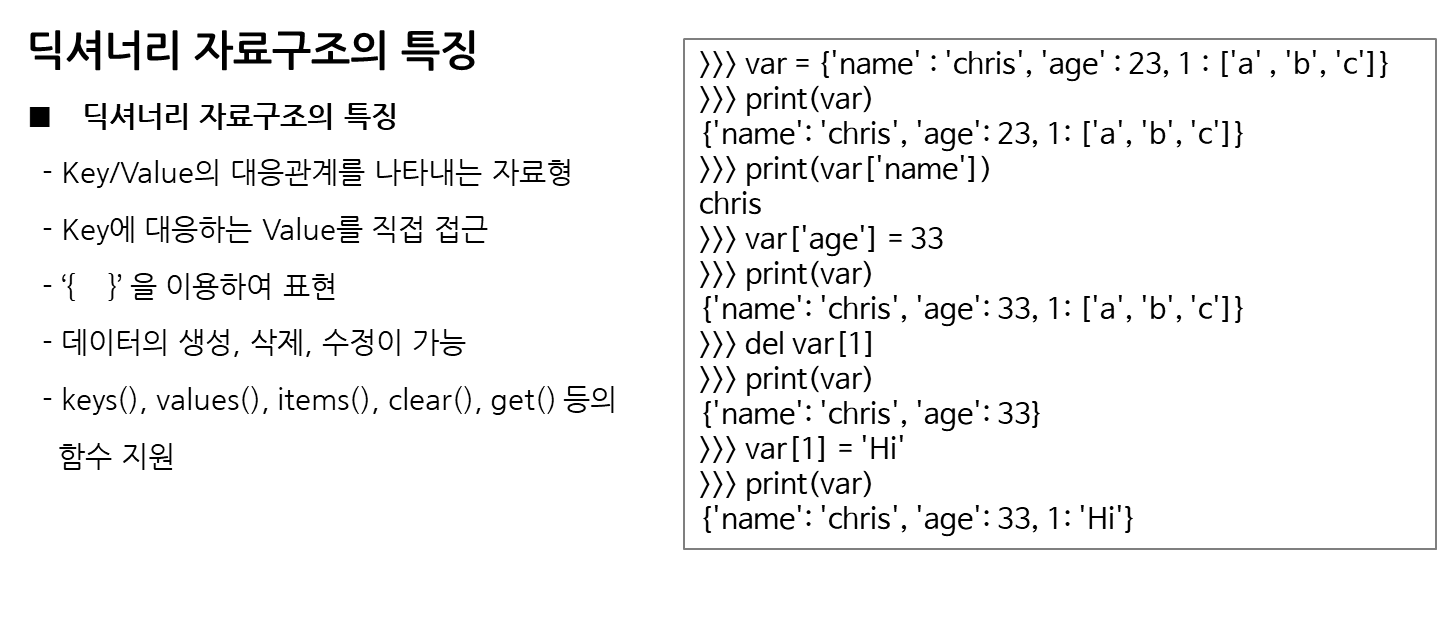 딕셔너리 자료구조의 특징
■ 딕셔너리 자료구조의 특징
- Key/Value의 대응관계를 나타내는 자료형
- Key에 대응하는 Value를 직접 접근
- ‘{ }’ 을 이용하여 표현
- 데이터의 생성, 삭제, 수정이 가능
- keys(), values(), items(), clear(), get() 등의
함수 지원
>>> var = {'name' : 'chris', 'age' : 23, 1 : ['a' , 'b', 'c']}
>>> print(var)
{'name': 'chris', 'age': 23, 1: ['a', 'b', 'c']}
>>> print(var['name'])
chris
>>> var['age'] = 33
>>> print(var)
{'name': 'chris', 'age': 33, 1: ['a', 'b', 'c']}
>>> del var[1]
>>> print(var)
{'name': 'chris', 'age': 33}
>>> var[1] = 'Hi'
>>> print(var)
{'name': 'chris', 'age': 33, 1: 'Hi'}